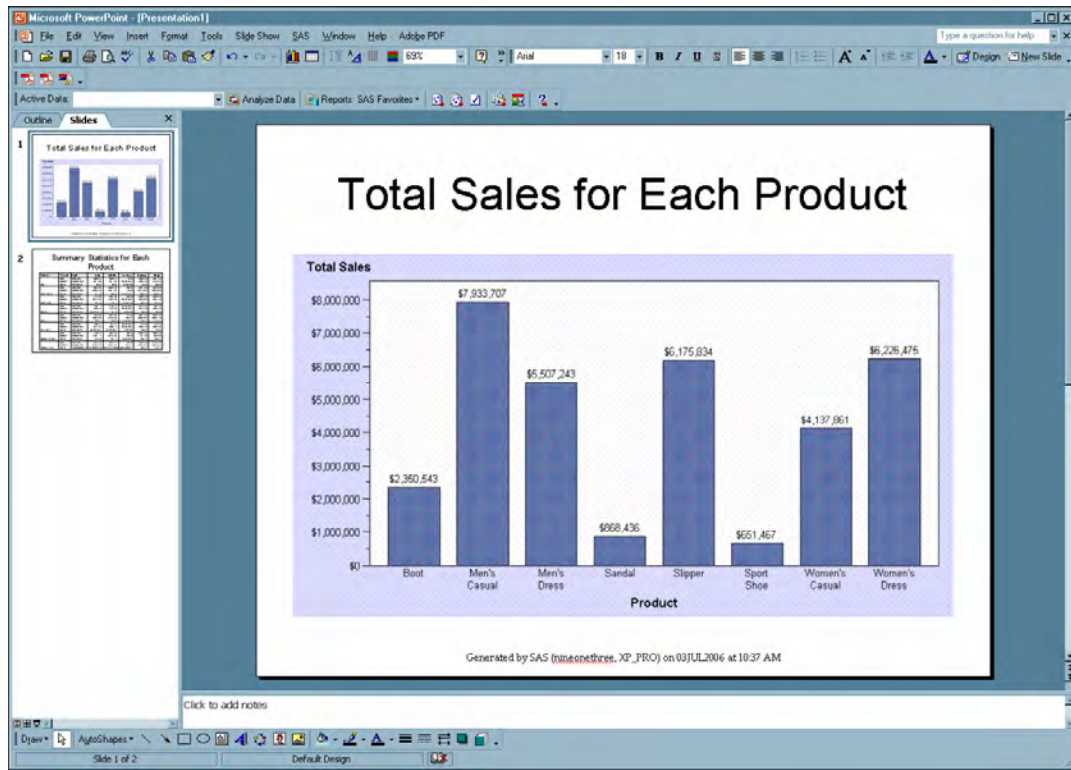 Microsoft PowerPoint - [Presentation1]
File Edit View Insert Format Tools Slide Show SAS Window Help Adobe PDF
Type a question for help
69%
Arial
18
B I U S
Design
New Slide
Active Data:
Analyze Data
Reports
SAS Favorites
Outline
Slides
1
Total Sales for Each Product
2
Summary Statistics for Each
Product
Total Sales for Each Product
Total Sales
$8,000,000
$7,000,000
$6,000,000
$5,000,000
$4,000,000
$3,000,000
$2,000,000
$1,000,000
$0
$2,350,543
$7,933,707
$5,507,243
$868,436
$6,175,834
$651,467
$4,137,861
$6,226,475
Boot
Men's
Casual
Men's
Dress
Sandal
Slipper
Sport
Shoe
Women's
Casual
Women's
Dress
Product
Generated by SAS (nineonethree, XP_PRO) on 03JUL2006 at 10:37 AM
Click to add notes
Draw
AutoShapes
Slide 1 of 2
Default Design